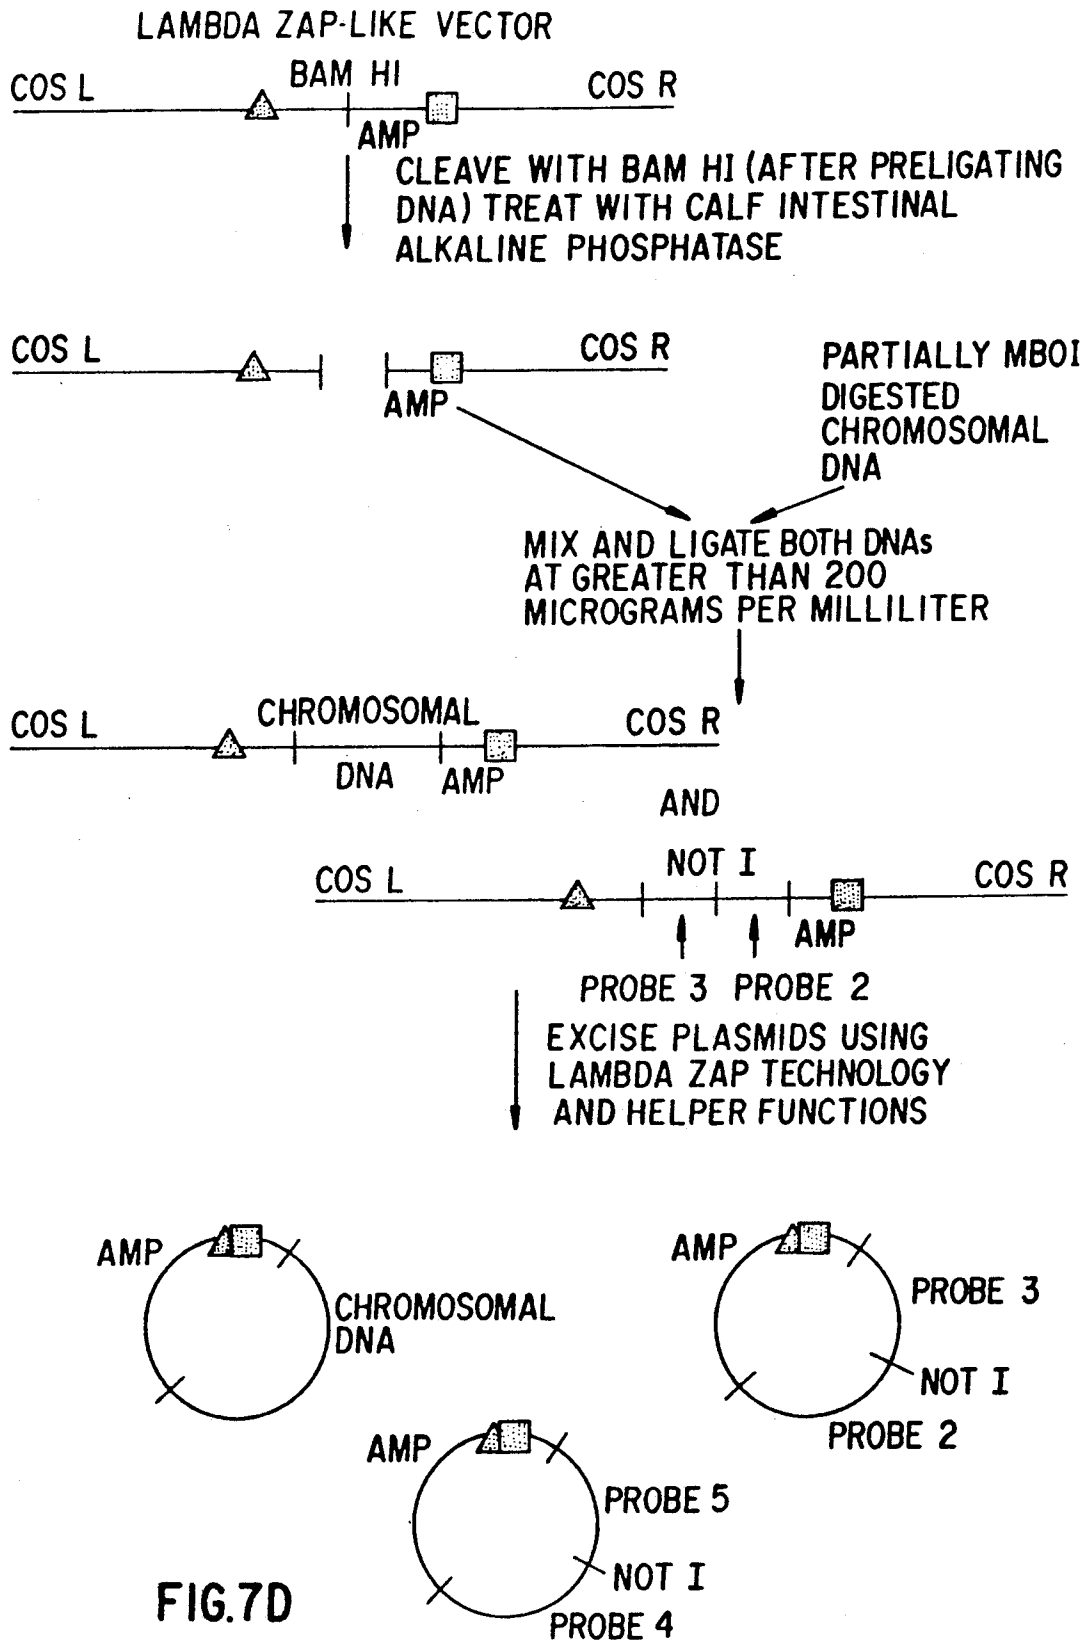 LAMBDA ZAP-LIKE VECTOR
COS L
BAM HI
COS R
AMP
CLEAVE WITH BAM HI (AFTER PRELIGATING
DNA) TREAT WITH CALF INTESTINAL
ALKALINE PHOSPHATASE
COS L
COS R
AMP
PARTIALLY MBOI
DIGESTED
CHROMOSOMAL
DNA
MIX AND LIGATE BOTH DNAs
AT GREATER THAN 200
MICROGRAMS PER MILLILITER
COS L
CHROMOSOMAL
COS R
DNA
AMP
AND
COS L
NOT I
COS R
AMP
PROBE 3 PROBE 2
EXCISE PLASMIDS USING
LAMBDA ZAP TECHNOLOGY
AND HELPER FUNCTIONS
AMP
CHROMOSOMAL
DNA
AMP
PROBE 3
NOT I
PROBE 2
AMP
PROBE 5
NOT I
PROBE 4
FIG.7D